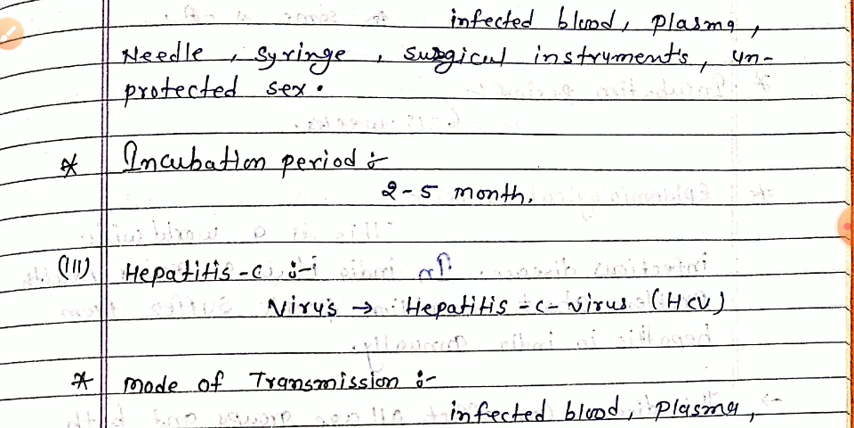 infected blood, plasma,
Needle, Syringe, Surgical instruments, un-
protected sex.
* Incubation period :-
2-5 month.
(III) Hepatitis-c :-
Virus → Hepatitis-c-virus (HCV)
* Mode of Transmission :-
infected blood, plasma,